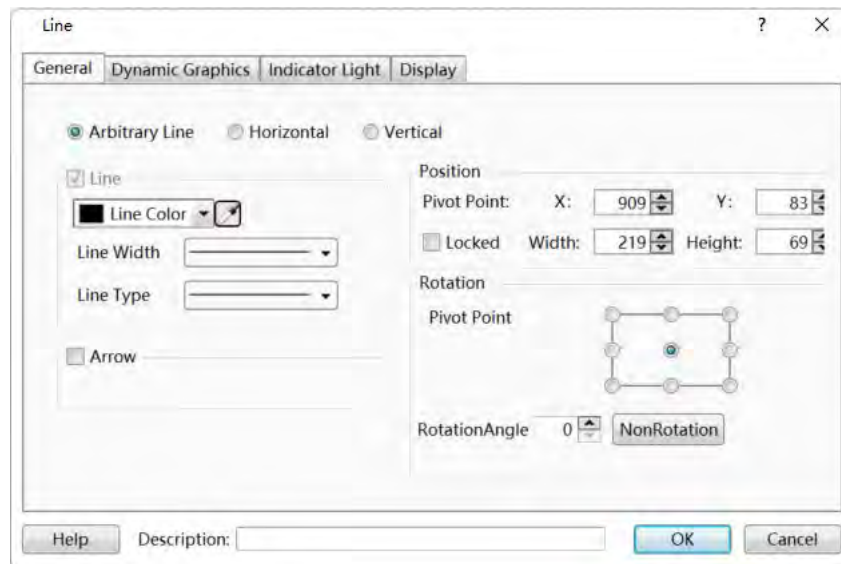 Line
General Dynamic Graphics Indicator Light Display
Arbitrary Line Horizontal Vertical
Line
Line Color
Line Width
Line Type
Arrow
Position
Pivot Point: X: 909 Y: 83
Locked Width: 219 Height: 69
Rotation
Pivot Point
RotationAngle 0 NonRotation
Help Description: OK Cancel